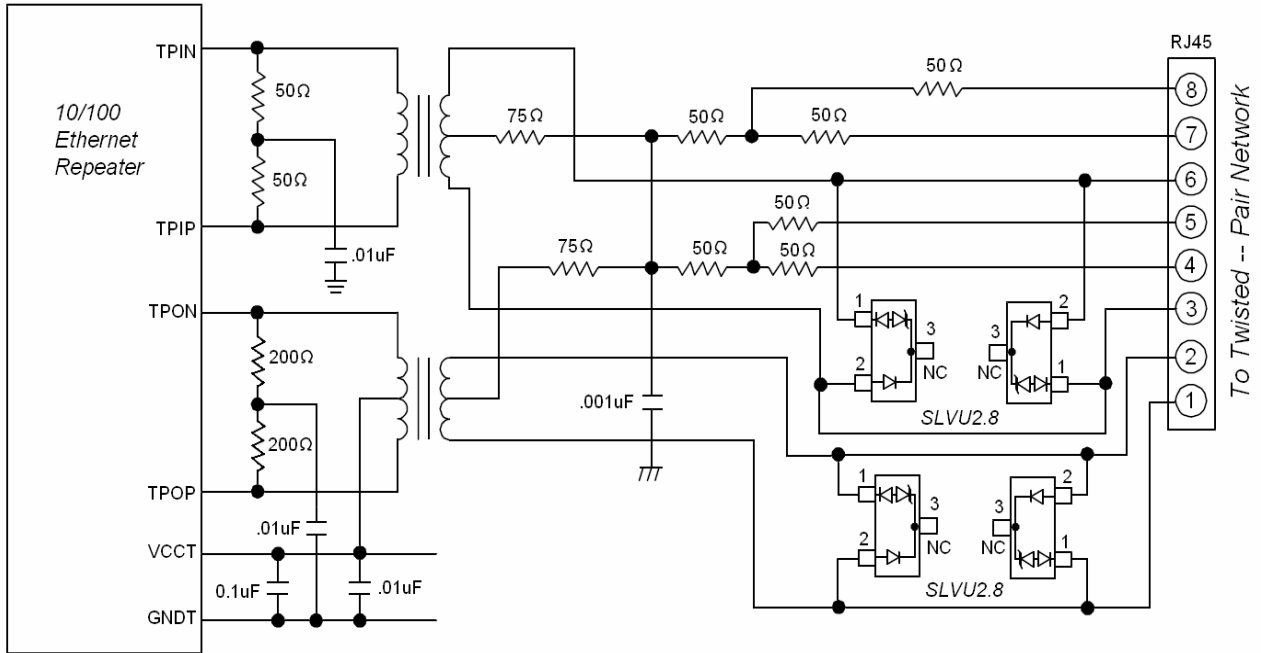 10/100
Ethernet
Repeater
TPIN
TPIP
TPON
TPOP
VCCT
GNDT
50Ω
50Ω
.01uF
200Ω
200Ω
.01uF
0.1uF
.01uF
75Ω
50Ω
50Ω
50Ω
75Ω
50Ω
50Ω
50Ω
.001uF
1
2
3
NC
3
NC
2
1
SLVU2.8
1
2
3
NC
3
NC
2
1
SLVU2.8
RJ45
8
7
6
5
4
3
2
1
To Twisted -- Pair Network